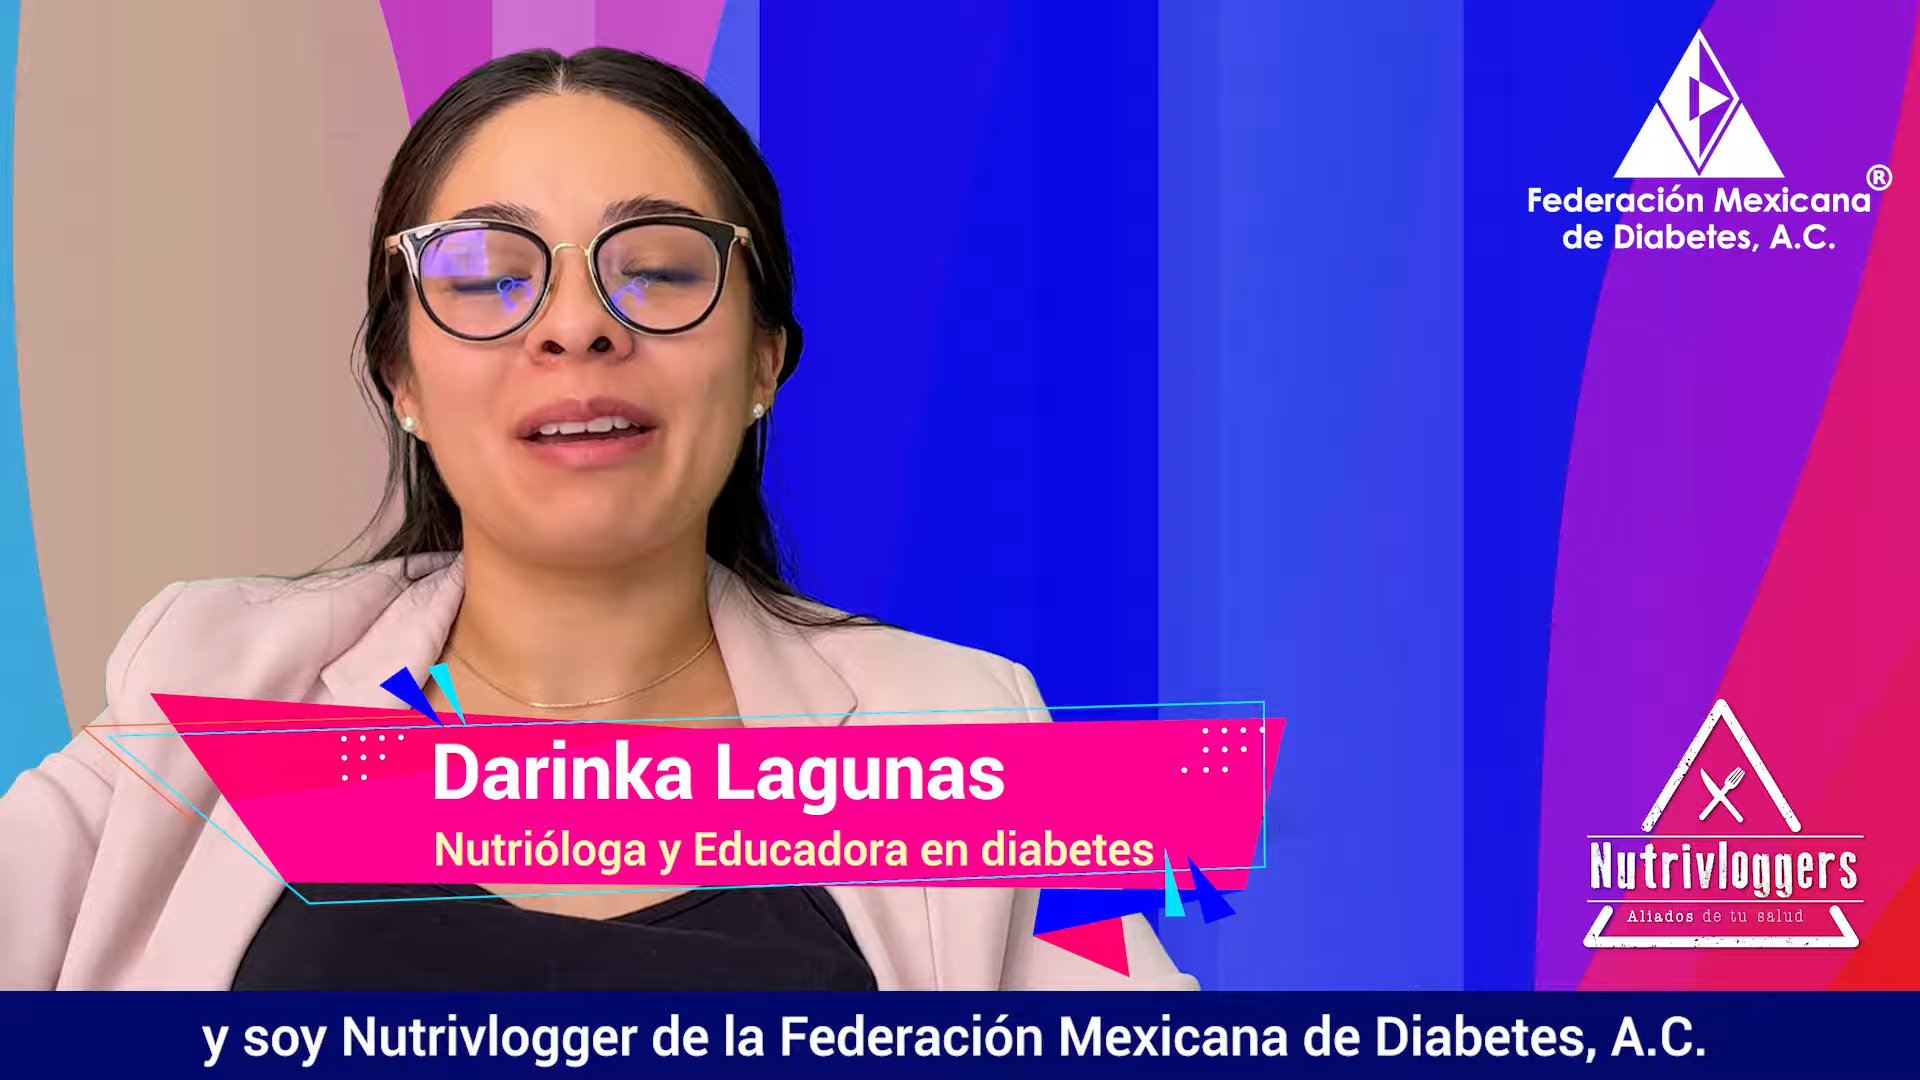 ®
Federación Mexicana
de Diabetes, A.C.
Darinka Lagunas
Nutrióloga y Educadora en diabetes
Nutrivloggers
Aliados de tu salud
y soy Nutrivlogger de la Federación Mexicana de Diabetes, A.C.